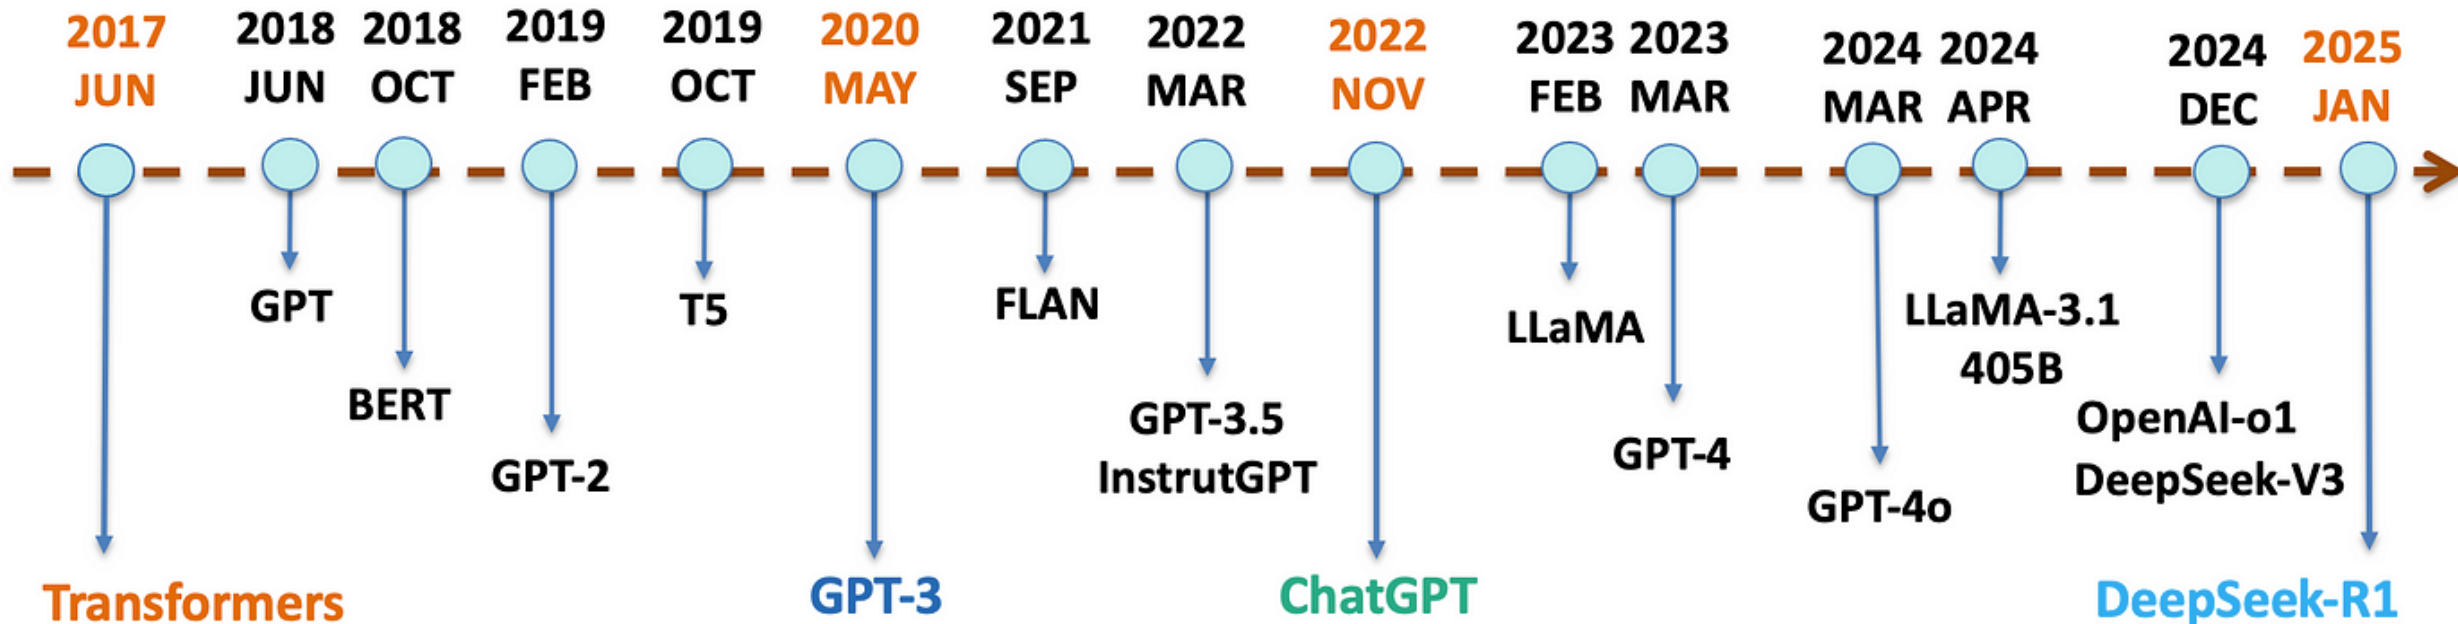 2017
JUN
2018
JUN
2018
OCT
2019
FEB
2019
OCT
2020
MAY
2021
SEP
2022
MAR
2022
NOV
2023
FEB
2023
MAR
2024
MAR
2024
APR
2024
DEC
2025
JAN
Transformers
GPT
BERT
GPT-2
T5
GPT-3
FLAN
GPT-3.5
InstrutGPT
ChatGPT
LLaMA
GPT-4
GPT-4o
LLaMA-3.1
405B
OpenAI-o1
DeepSeek-V3
DeepSeek-R1